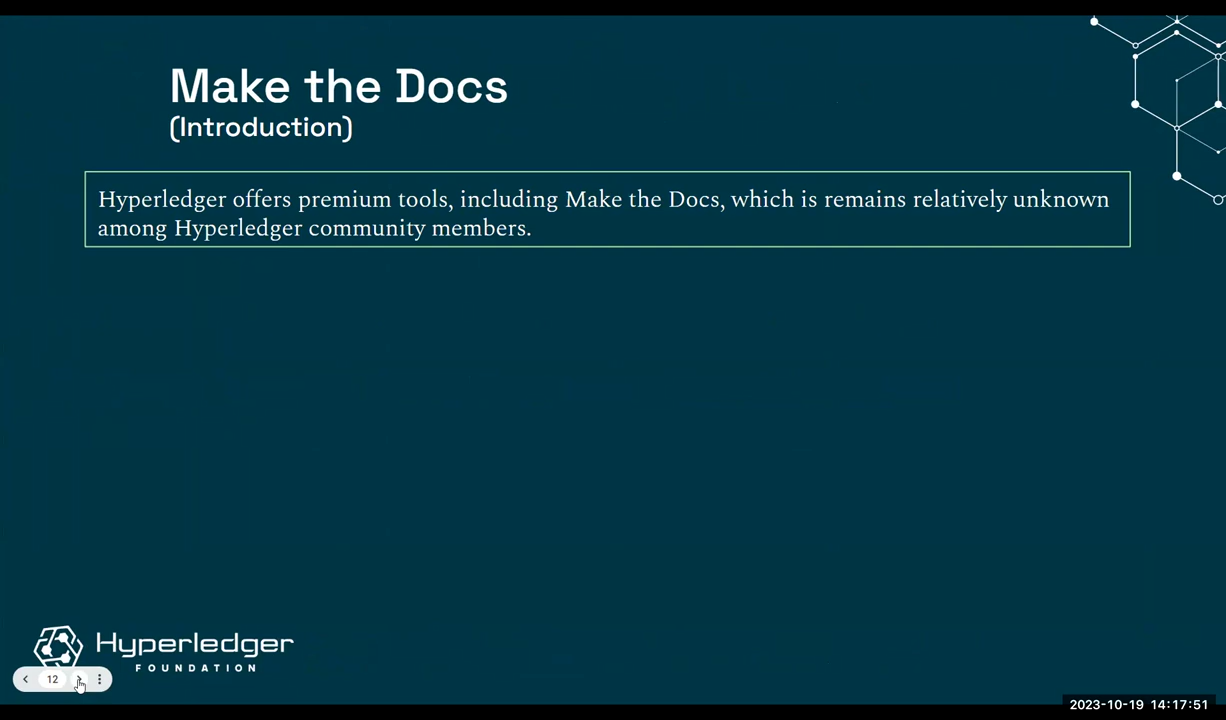 Make the Docs
(Introduction)
Hyperledger offers premium tools, including Make the Docs, which is remains relatively unknown
among Hyperledger community members.
Hyperledger
FOUNDATION
12
2023-10-19 14:17:51